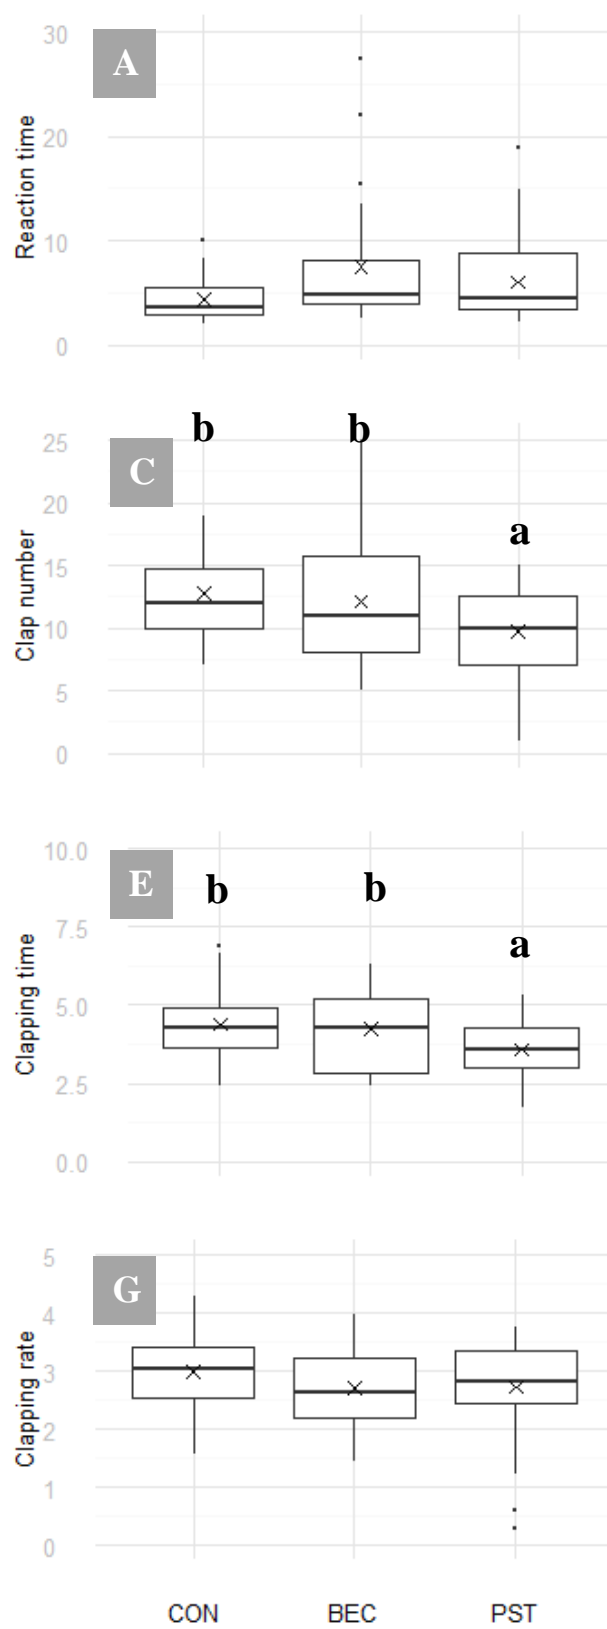 A
Reaction time
30
20
10
0
b b
C
a
Clap number
25
20
15
10
5
0
E
b b
a
Clapping time
10.0
7.5
5.0
2.5
0.0
G
Clapping rate
5
4
3
2
1
0
CON BEC PST